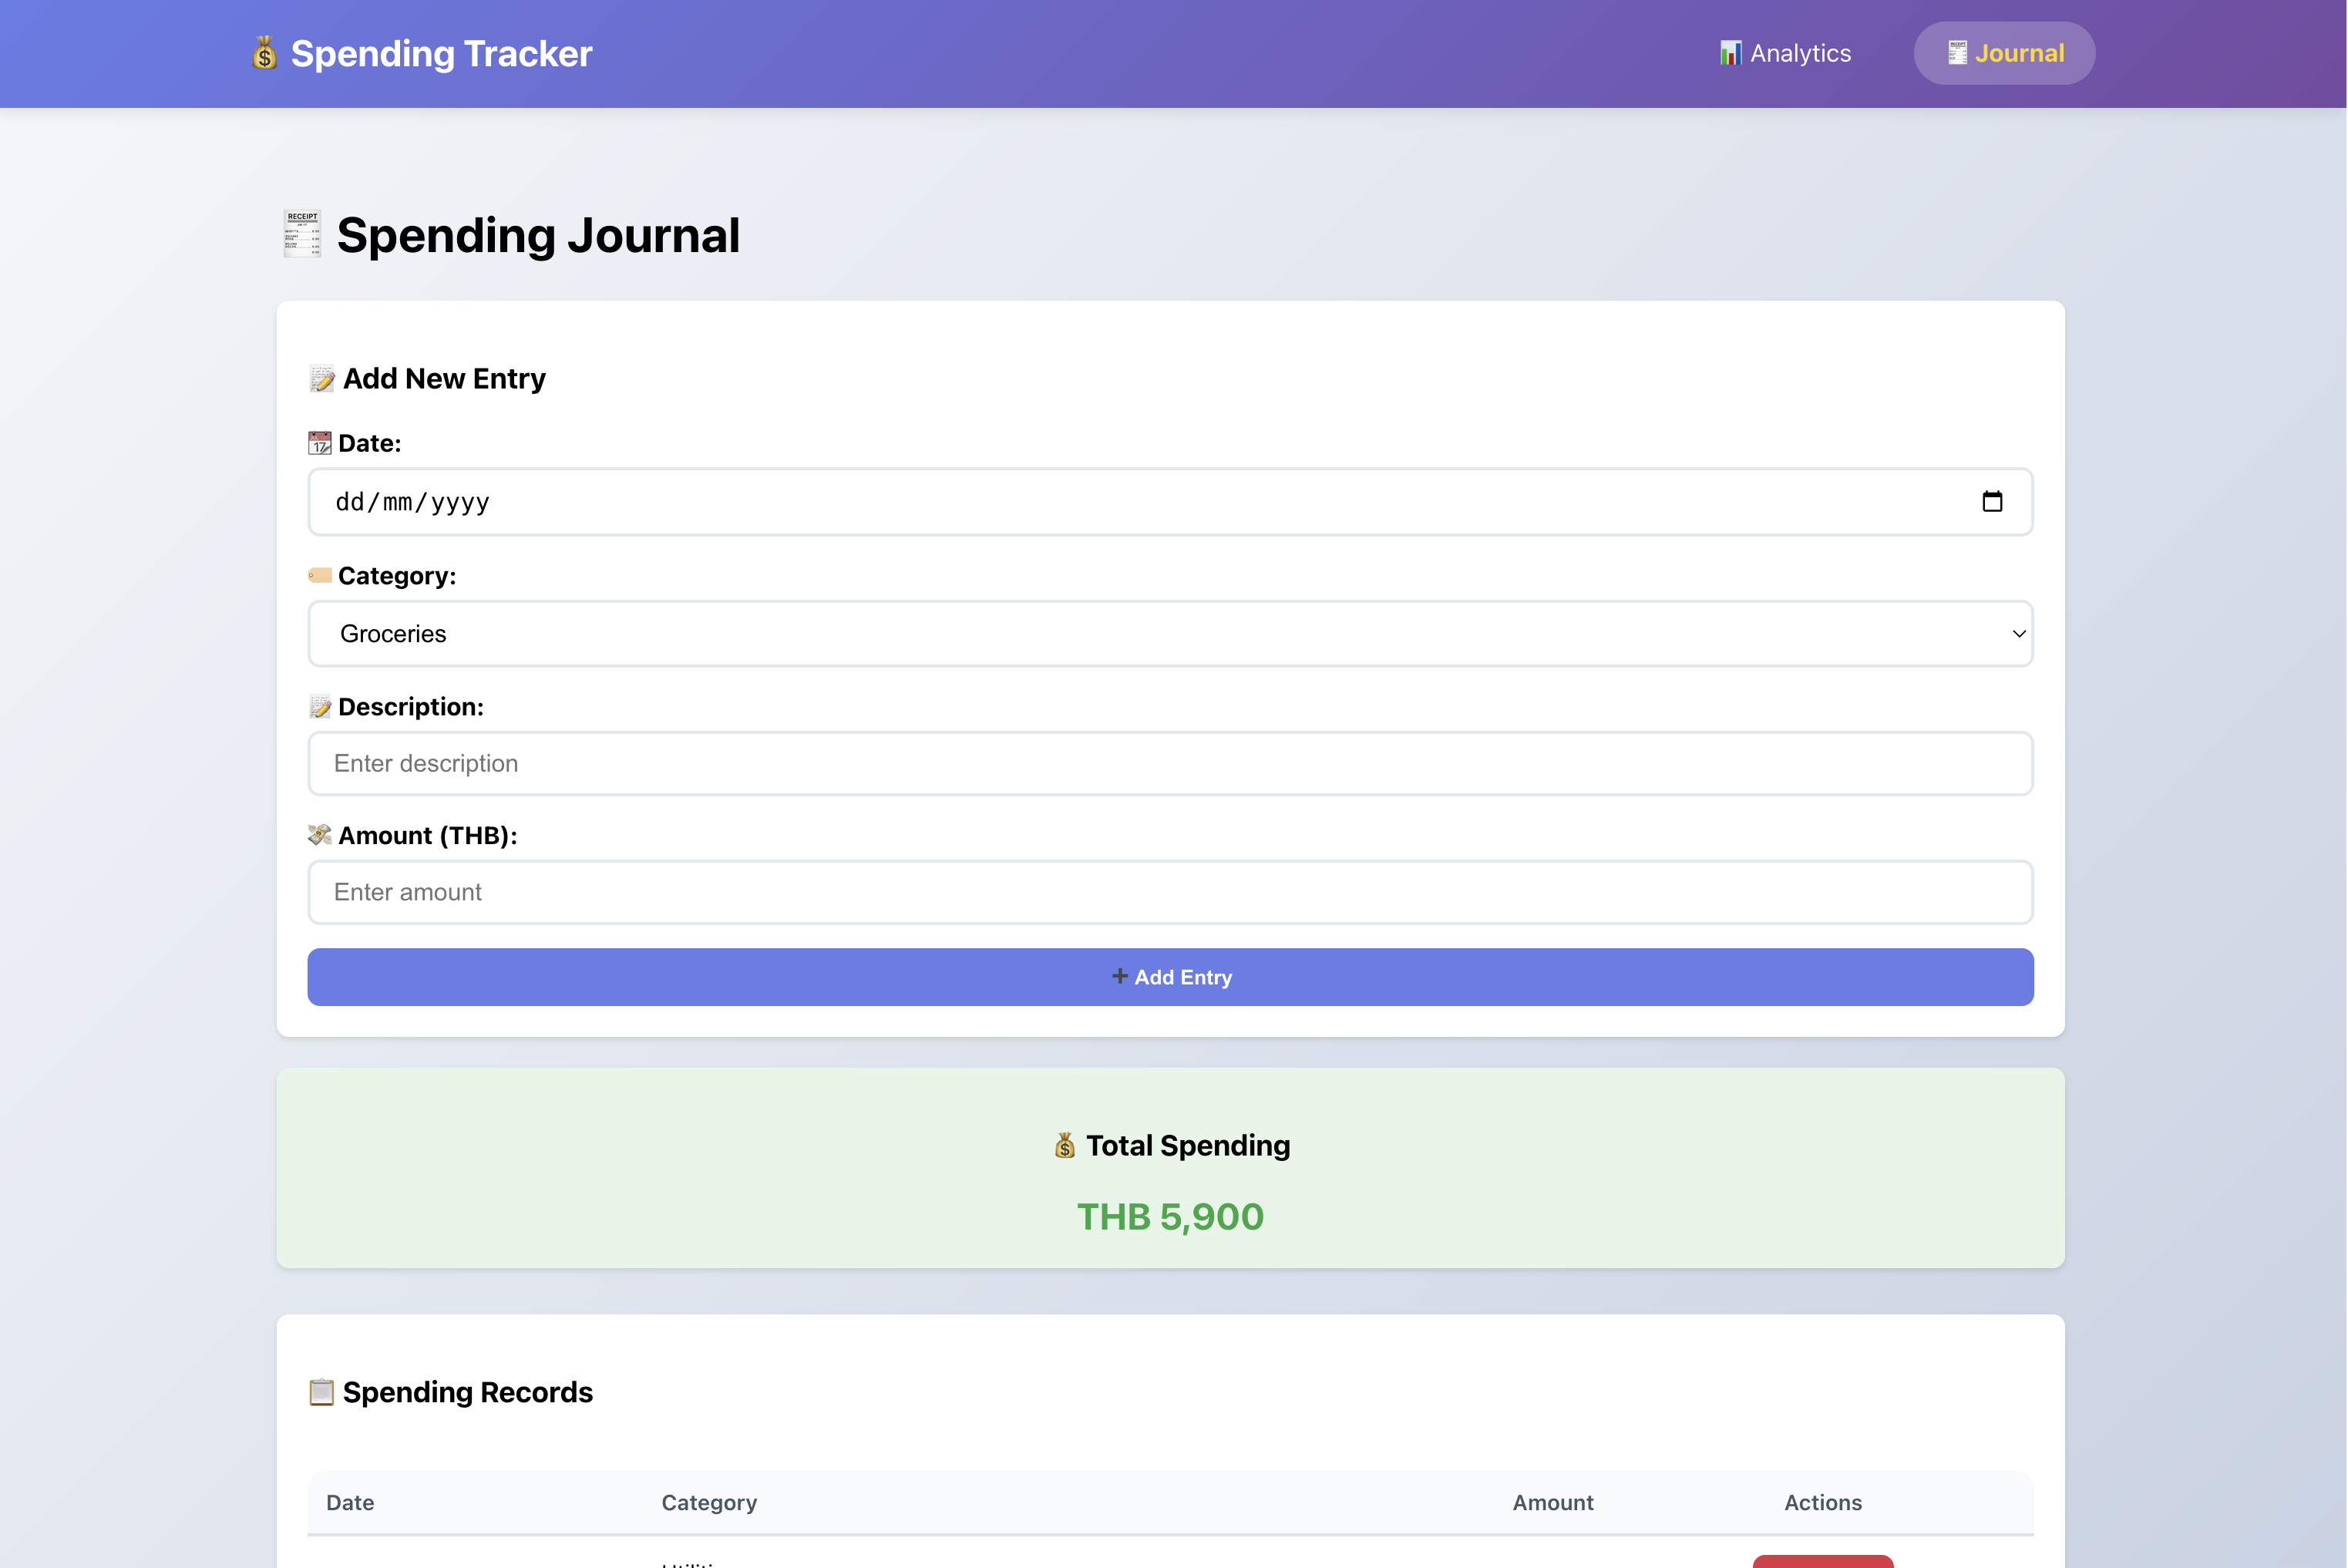 Spending Tracker
Analytics
Journal
Spending Journal
Add New Entry
Date:
dd/mm/yyyy
Category:
Groceries
Description:
Enter description
Amount (THB):
Enter amount
+ Add Entry
Total Spending
THB 5,900
Spending Records
Date Category Amount Actions